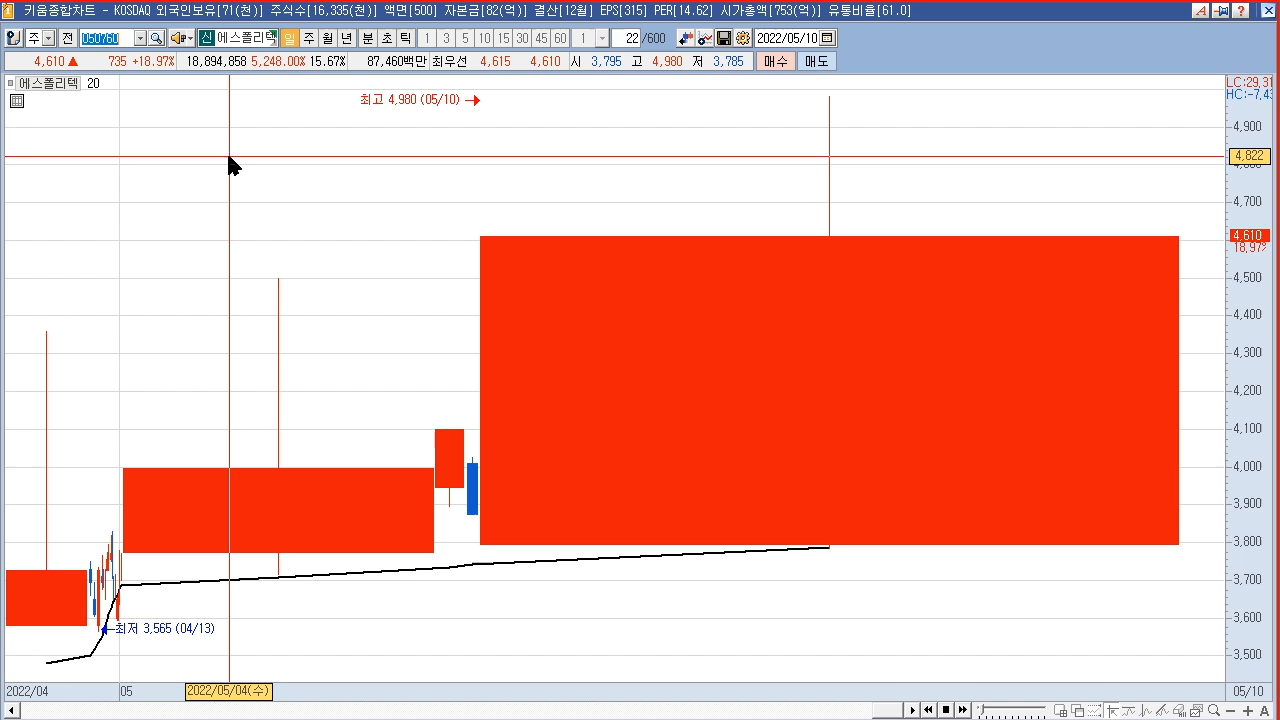 키움종합차트 - KOSDAQ 외국인보유[71(천)] 주식수[16,335(천)] 액면[500] 자본금[82(억)] 결산[12월] EPS[315] PER[14.62] 시가총액[753(억)] 유통비율[61.0]
주 전 050760 신 에스폴리텍 일 주 월 년 분 초 틱 1 3 5 10 15 30 45 60 1 22 /600 2022/05/10
4,610 ▲ 735 +18.97% 18,894,858 5,248.00% 15.67% 87,460백만 최우선 4,615 4,610 시 3,795 고 4,980 저 3,785 매수 매도
에스폴리텍 20
LC:29,31
HC:-7,43
최고 4,980 (05/10) →
4,900
4,822
4,700
4,610
18,97%
4,500
4,400
4,300
4,200
4,100
4,000
3,900
3,800
3,700
3,600
3,500
←최저 3,565 (04/13)
2022/04 05 2022/05/04(수) 05/10
A